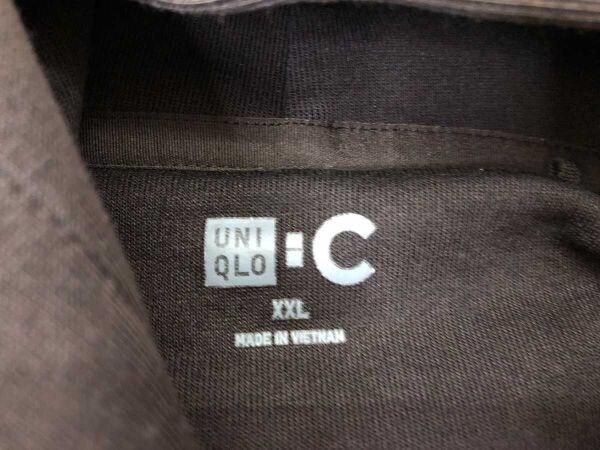 UNI
QLO : C
XXL
MADE IN VIETNAM